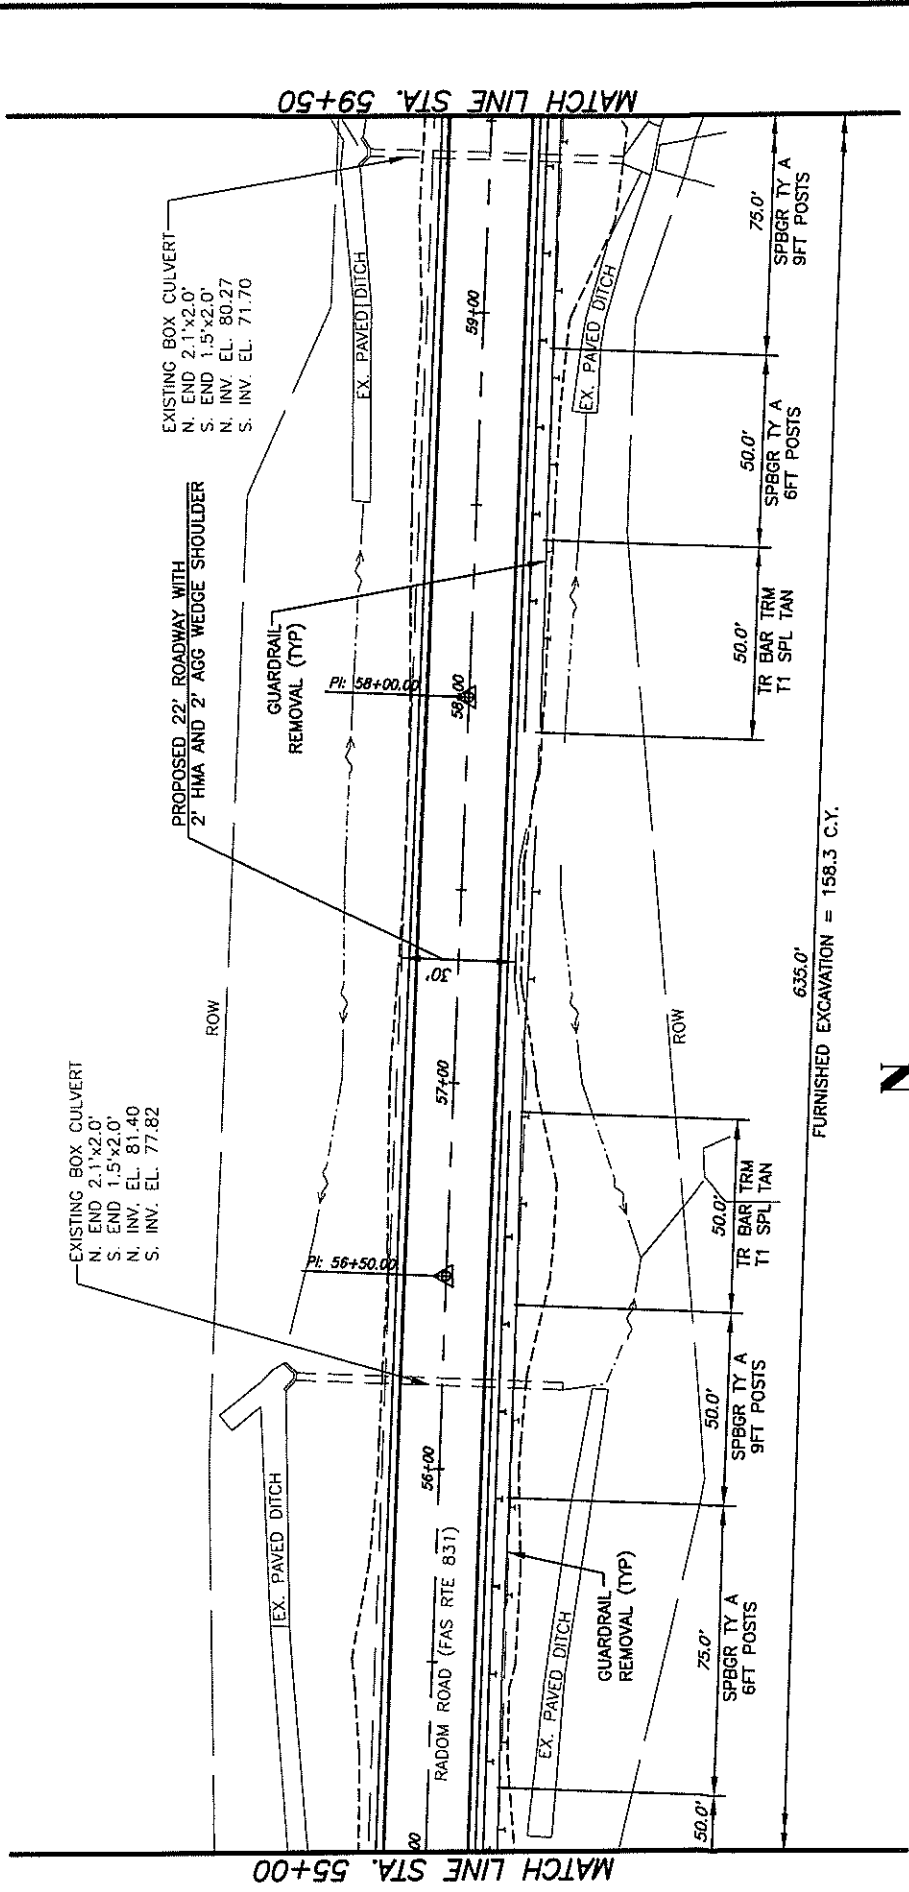 MATCH LINE STA. 59+50
EXISTING BOX CULVERT
N. END 2.1'x2.0'
S. END 1.5'x2.0'
N. INV. EL. 80.27
S. INV. EL. 71.70
PROPOSED 22' ROADWAY WITH
2' HMA AND 2' AGG WEDGE SHOULDER
GUARDRAIL
REMOVAL (TYP)
PI: 58+00.00
EX. PAVED DITCH
59+00
58+00
EX. PAVED DITCH
75.0'
SPBGR TY A
9FT POSTS
50.0'
SPBGR TY A
6FT POSTS
50.0'
TR BAR TRM
T1 SPL TAN
ROW
30'
57+00
ROW
635.0'
FURNISHED EXCAVATION = 158.3 C.Y.
N
EXISTING BOX CULVERT
N. END 2.1'x2.0'
S. END 1.5'x2.0'
N. INV. EL. 81.40
S. INV. EL. 77.82
PI: 56+50.00
50.0'
TR BAR TRM
T1 SPL TAN
50.0'
SPBGR TY A
9FT POSTS
EX. PAVED DITCH
56+00
RADOM ROAD (FAS RTE 831)
GUARDRAIL
REMOVAL (TYP)
EX. PAVED DITCH
75.0'
SPBGR TY A
6FT POSTS
50.0'
00
MATCH LINE STA. 55+00